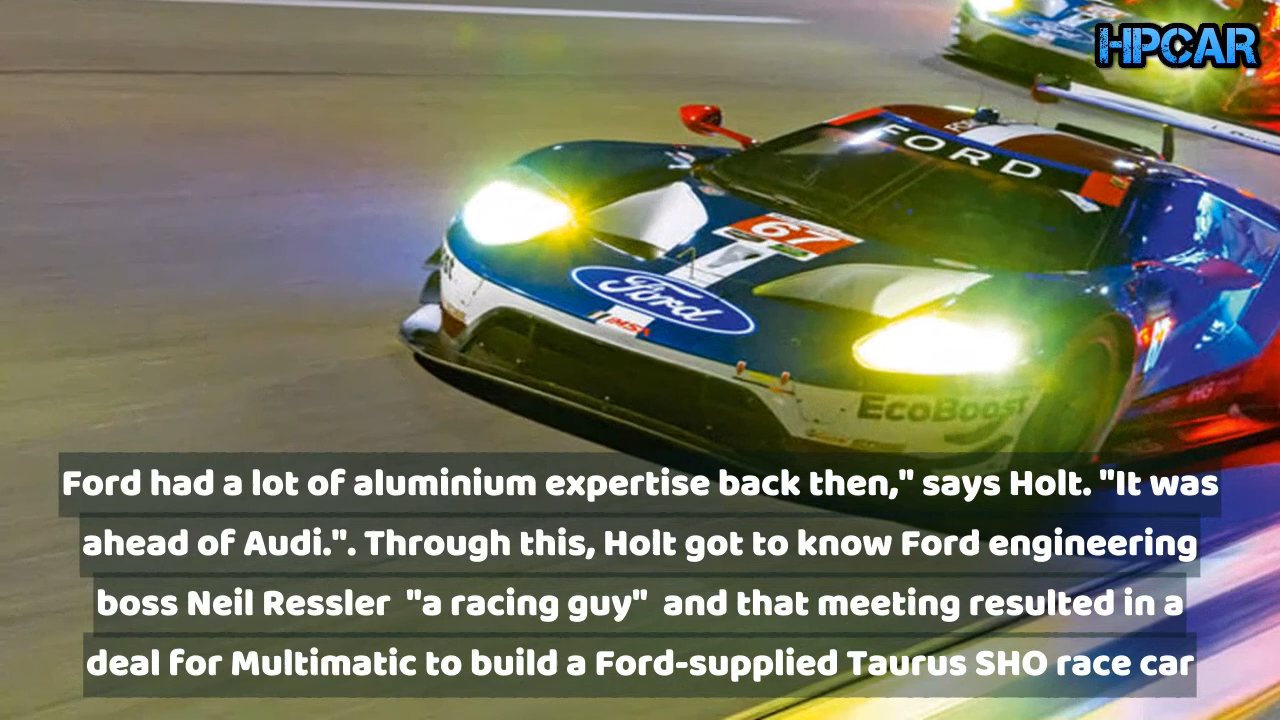 HPCAR
FORD
67
Ford
IMSA
EcoBoost
Ford had a lot of aluminium expertise back then," says Holt. "It was
ahead of Audi.". Through this, Holt got to know Ford engineering
boss Neil Ressler "a racing guy" and that meeting resulted in a
deal for Multimatic to build a Ford-supplied Taurus SHO race car